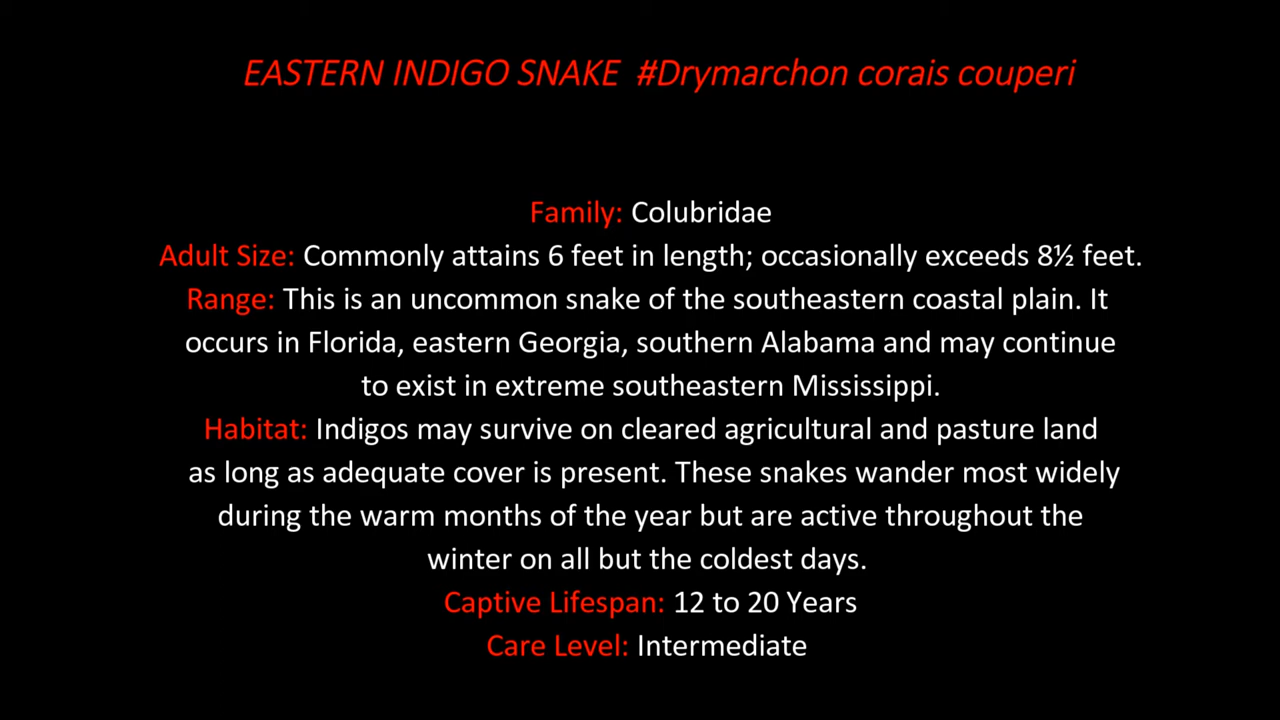 EASTERN INDIGO SNAKE #Drymarchon corais couperi
Family: Colubridae
Adult Size: Commonly attains 6 feet in length; occasionally exceeds 8½ feet.
Range: This is an uncommon snake of the southeastern coastal plain. It
occurs in Florida, eastern Georgia, southern Alabama and may continue
to exist in extreme southeastern Mississippi.
Habitat: Indigos may survive on cleared agricultural and pasture land
as long as adequate cover is present. These snakes wander most widely
during the warm months of the year but are active throughout the
winter on all but the coldest days.
Captive Lifespan: 12 to 20 Years
Care Level: Intermediate